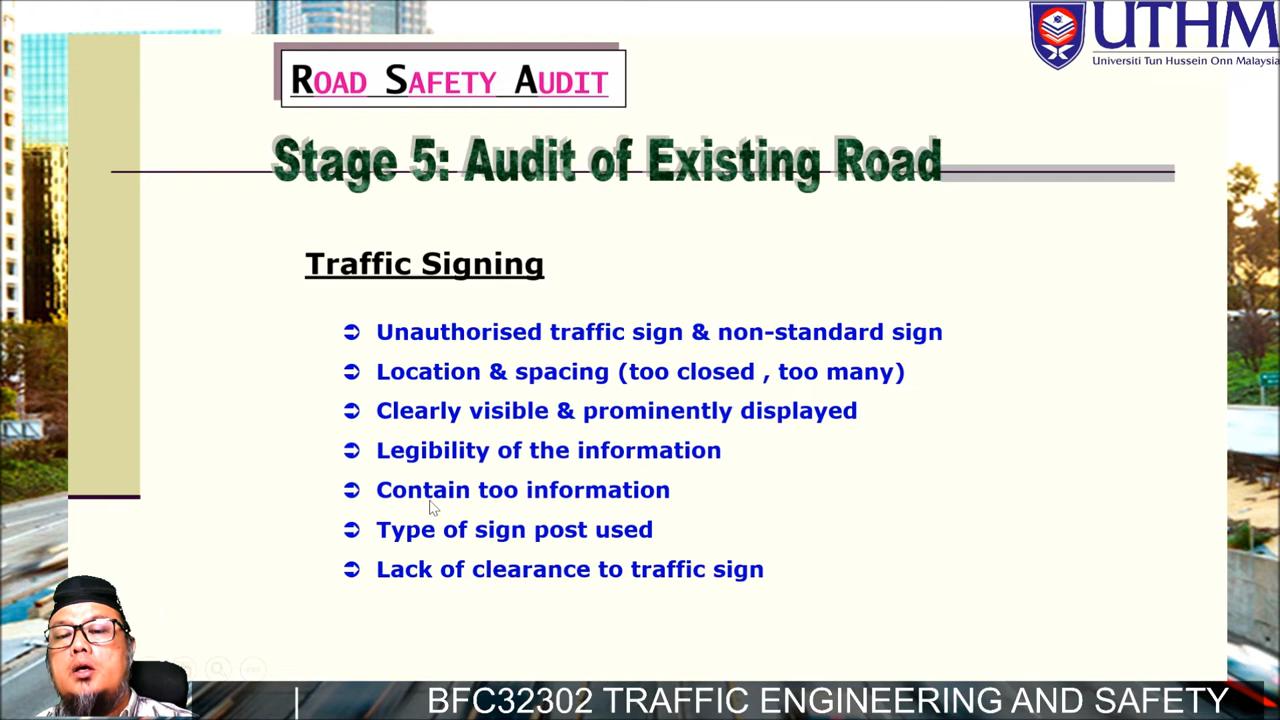 UTHM
Universiti Tun Hussein Onn Malaysia
ROAD SAFETY AUDIT
Stage 5: Audit of Existing Road
Traffic Signing
Unauthorised traffic sign & non-standard sign
Location & spacing (too closed , too many)
Clearly visible & prominently displayed
Legibility of the information
Contain too information
Type of sign post used
Lack of clearance to traffic sign
| BFC32302 TRAFFIC ENGINEERING AND SAFETY